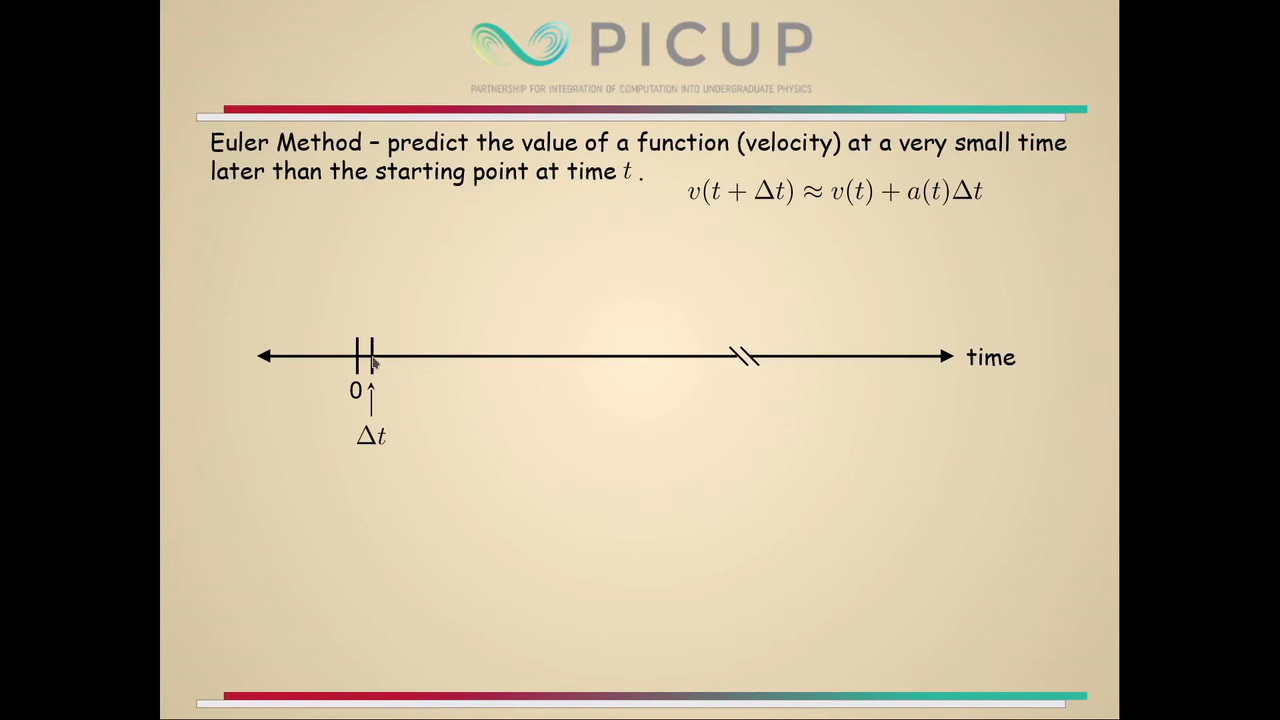 PICUP
PARTNERSHIP FOR INTEGRATION OF COMPUTATION INTO UNDERGRADUATE PHYSICS
Euler Method – predict the value of a function (velocity) at a very small time
later than the starting point at time t .
v(t + Δt) ≈ v(t) + a(t)Δt
time
0
Δt